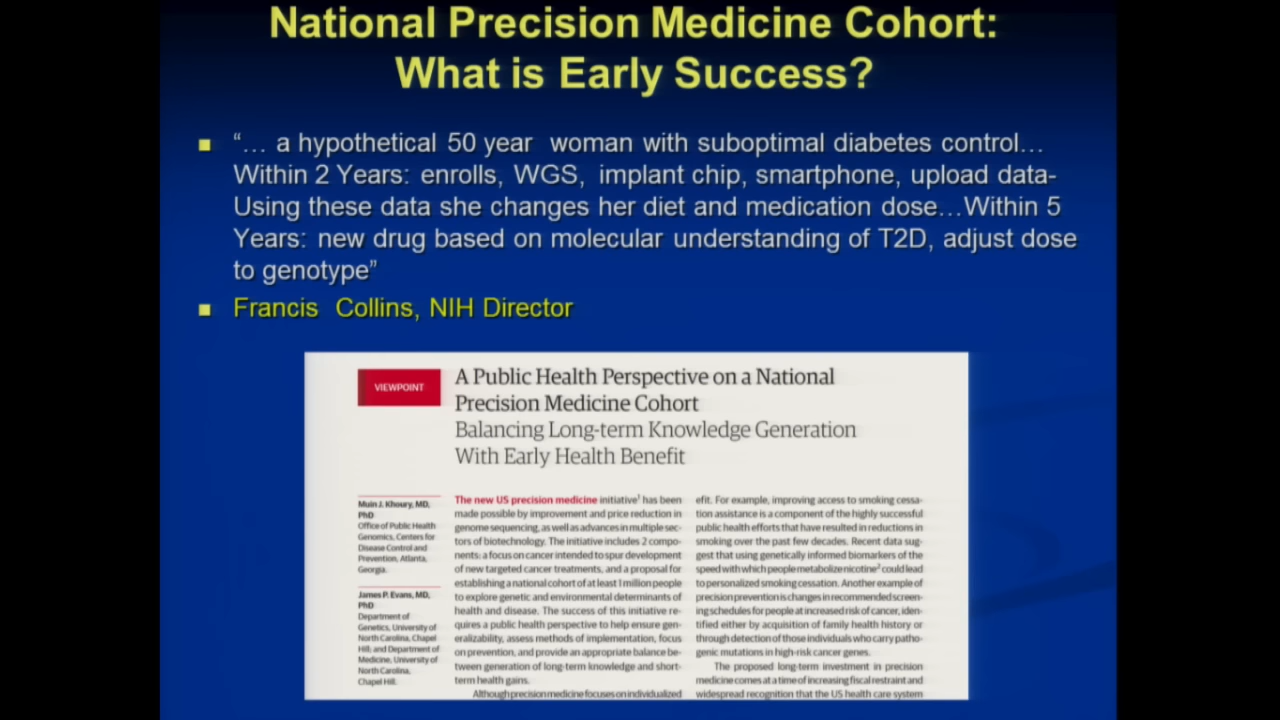 National Precision Medicine Cohort:
What is Early Success?
“… a hypothetical 50 year woman with suboptimal diabetes control…
Within 2 Years: enrolls, WGS, implant chip, smartphone, upload data-
Using these data she changes her diet and medication dose…Within 5
Years: new drug based on molecular understanding of T2D, adjust dose
to genotype”
Francis Collins, NIH Director
VIEWPOINT
A Public Health Perspective on a National
Precision Medicine Cohort
Balancing Long-term Knowledge Generation
With Early Health Benefit
Muin J. Khoury, MD,
PhD
Office of Public Health
Genomics, Centers for
Disease Control and
Prevention, Atlanta,
Georgia.
James P. Evans, MD,
PhD
Department of
Genetics, University of
North Carolina, Chapel
Hill; and Department of
Medicine, University of
North Carolina,
Chapel Hill.
The new US precision medicine initiative1 has been
made possible by improvement and price reduction in
genome sequencing, as well as advances in multiple sec-
tors of biotechnology. The initiative includes 2 compo-
nents: a focus on cancer intended to spur development
of new targeted cancer treatments, and a proposal for
establishing a national cohort of at least 1 million people
to explore genetic and environmental determinants of
health and disease. The success of this initiative re-
quires a public health perspective to help ensure gen-
eralizability, assess methods of implementation, focus
on prevention, and provide an appropriate balance be-
tween generation of long-term knowledge and short-
term health gains.
Although precision medicine focuses on individualized
efit. For example, improving access to smoking cessa-
tion assistance is a component of the highly successful
public health efforts that have resulted in reductions in
smoking over the past few decades. Recent data sug-
gest that using genetically informed biomarkers of the
speed with which people metabolize nicotine2 could lead
to personalized smoking cessation. Another example of
precision prevention is changes in recommended screen-
ing schedules for people at increased risk of cancer, iden-
tified either by acquisition of family health history or
through detection of those individuals who carry patho-
genic mutations in high-risk cancer genes.
The proposed long-term investment in precision
medicine comes at a time of increasing fiscal restraint and
widespread recognition that the US health care system